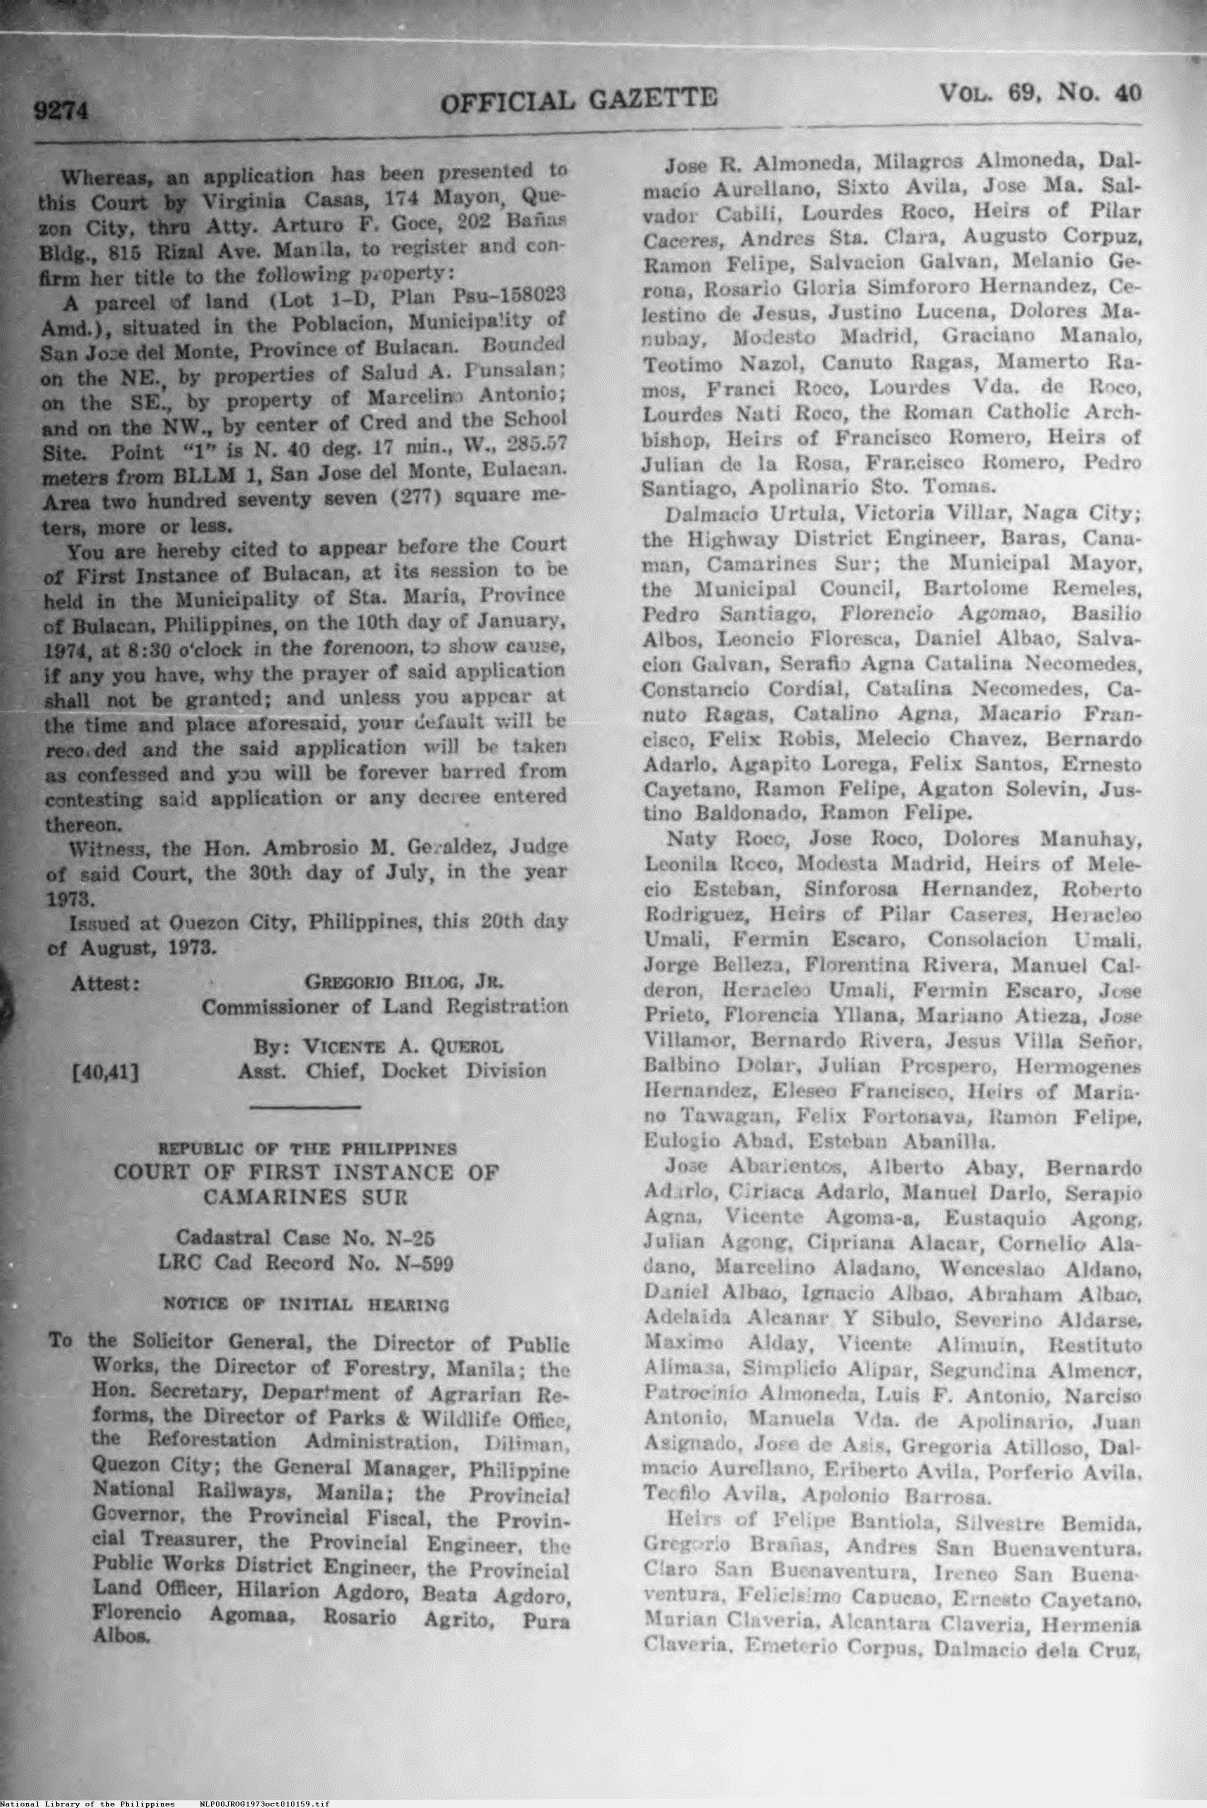 9274
OFFICIAL GAZETTE
VOL. 69, No. 40
Whereas, an application has been presented to
this Court by Virginia Casas, 174 Mayon, Que-
zon City, thru Atty. Arturo F. Goce, 202 Bañas
Bldg., 815 Rizal Ave. Manila, to register and con-
firm her title to the following property:
A parcel of land (Lot 1-D, Plan Psu-158023
Amd.), situated in the Poblacion, Municipality of
San Jose del Monte, Province of Bulacan. Bounded
on the NE., by properties of Salud A. Punsalan;
on the SE., by property of Marcelino Antonio;
and on the NW., by center of Cred and the School
Site. Point "1" is N. 40 deg. 17 min., W., 285.57
meters from BLLM 1, San Jose del Monte, Bulacan.
Area two hundred seventy seven (277) square me-
ters, more or less.
You are hereby cited to appear before the Court
of First Instance of Bulacan, at its session to be
held in the Municipality of Sta. Maria, Province
of Bulacan, Philippines, on the 10th day of January,
1974, at 8:30 o'clock in the forenoon, to show cause,
if any you have, why the prayer of said application
shall not be granted; and unless you appear at
the time and place aforesaid, your default will be
recorded and the said application will be taken
as confessed and you will be forever barred from
contesting said application or any decree entered
thereon.
Witness, the Hon. Ambrosio M. Geraldez, Judge
of said Court, the 30th day of July, in the year
1973.
Issued at Quezon City, Philippines, this 20th day
of August, 1973.
Attest: GREGORIO BILOG, JR.
Commissioner of Land Registration
By: VICENTE A. QUEROL
[40,41] Asst. Chief, Docket Division
REPUBLIC OF THE PHILIPPINES
COURT OF FIRST INSTANCE OF
CAMARINES SUR
Cadastral Case No. N-25
LRC Cad Record No. N-599
NOTICE OF INITIAL HEARING
To the Solicitor General, the Director of Public
Works, the Director of Forestry, Manila; the
Hon. Secretary, Department of Agrarian Re-
forms, the Director of Parks & Wildlife Office,
the Reforestation Administration, Diliman,
Quezon City; the General Manager, Philippine
National Railways, Manila; the Provincial
Governor, the Provincial Fiscal, the Provin-
cial Treasurer, the Provincial Engineer, the
Public Works District Engineer, the Provincial
Land Officer, Hilarion Agdoro, Beata Agdoro,
Florencio Agomaa, Rosario Agrito, Pura
Albos.
Jose R. Almoneda, Milagros Almoneda, Dal-
macio Aurellano, Sixto Avila, Jose Ma. Sal-
vador Cabili, Lourdes Roco, Heirs of Pilar
Caceres, Andres Sta. Clara, Augusto Corpuz,
Ramon Felipe, Salvacion Galvan, Melanio Ge-
rona, Rosario Gloria Simfororo Hernandez, Ce-
lestino de Jesus, Justino Lucena, Dolores Ma-
nubay, Modesto Madrid, Graciano Manalo,
Teotimo Nazol, Canuto Ragas, Mamerto Ra-
mos, Franci Roco, Lourdes Vda. de Roco,
Lourdes Nati Roco, the Roman Catholic Arch-
bishop, Heirs of Francisco Romero, Heirs of
Julian de la Rosa, Francisco Romero, Pedro
Santiago, Apolinario Sto. Tomas.
Dalmacio Urtula, Victoria Villar, Naga City;
the Highway District Engineer, Baras, Cana-
man, Camarines Sur; the Municipal Mayor,
the Municipal Council, Bartolome Remeles,
Pedro Santiago, Florencio Agomao, Basilio
Albos, Leoncio Floresca, Daniel Albao, Salva-
cion Galvan, Serafio Agna Catalina Necomedes,
Constancio Cordial, Catalina Necomedes, Ca-
nuto Ragas, Catalino Agna, Macario Fran-
cisco, Felix Robis, Melecio Chavez, Bernardo
Adarlo, Agapito Lorega, Felix Santos, Ernesto
Cayetano, Ramon Felipe, Agaton Solevin, Jus-
tino Baldonado, Ramon Felipe.
Naty Roco, Jose Roco, Dolores Manuhay,
Leonila Roco, Modesta Madrid, Heirs of Mele-
cio Esteban, Sinforosa Hernandez, Roberto
Rodriguez, Heirs of Pilar Caseres, Heracleo
Umali, Fermin Escaro, Consolacion Umali,
Jorge Belleza, Florentina Rivera, Manuel Cal-
deron, Heracleo Umali, Fermin Escaro, Jose
Prieto, Florencia Yllana, Mariano Atieza, Jose
Villamor, Bernardo Rivera, Jesus Villa Señor,
Balbino Dolar, Julian Prospero, Hermogenes
Hernandez, Eleseo Francisco, Heirs of Maria-
no Tawagan, Felix Fortonava, Ramon Felipe,
Eulogio Abad, Esteban Abanilla.
Jose Abarientos, Alberto Abay, Bernardo
Adarlo, Ciriaca Adarlo, Manuel Darlo, Serapio
Agna, Vicente Agoma-a, Eustaquio Agong,
Julian Agong, Cipriana Alacar, Cornelio Ala-
dano, Marcelino Aladano, Wenceslao Aldano,
Daniel Albao, Ignacio Albao, Abraham Albao,
Adelaida Alcanar Y Sibulo, Severino Aldarse,
Maximo Alday, Vicente Alimuin, Restituto
Alimasa, Simplicio Alipar, Segundina Almenor,
Patrocinio Almoneda, Luis F. Antonio, Narciso
Antonio, Manuela Vda. de Apolinario, Juan
Asignado, Jose de Asis, Gregoria Atilloso, Dal-
macio Aurellano, Eriberto Avila, Porferio Avila,
Teofilo Avila, Apolonio Barrosa.
Heirs of Felipe Bantiola, Silvestre Bemida,
Gregorio Brañas, Andres San Buenaventura,
Claro San Buenaventura, Ireneo San Buena-
ventura, Felicisimo Capucao, Ernesto Cayetano,
Marian Claveria, Alcantara Claveria, Hermenia
Claveria, Emeterio Corpus, Dalmacio dela Cruz,
National Library of the Philippines NLP00JROG1973oct010159.tif